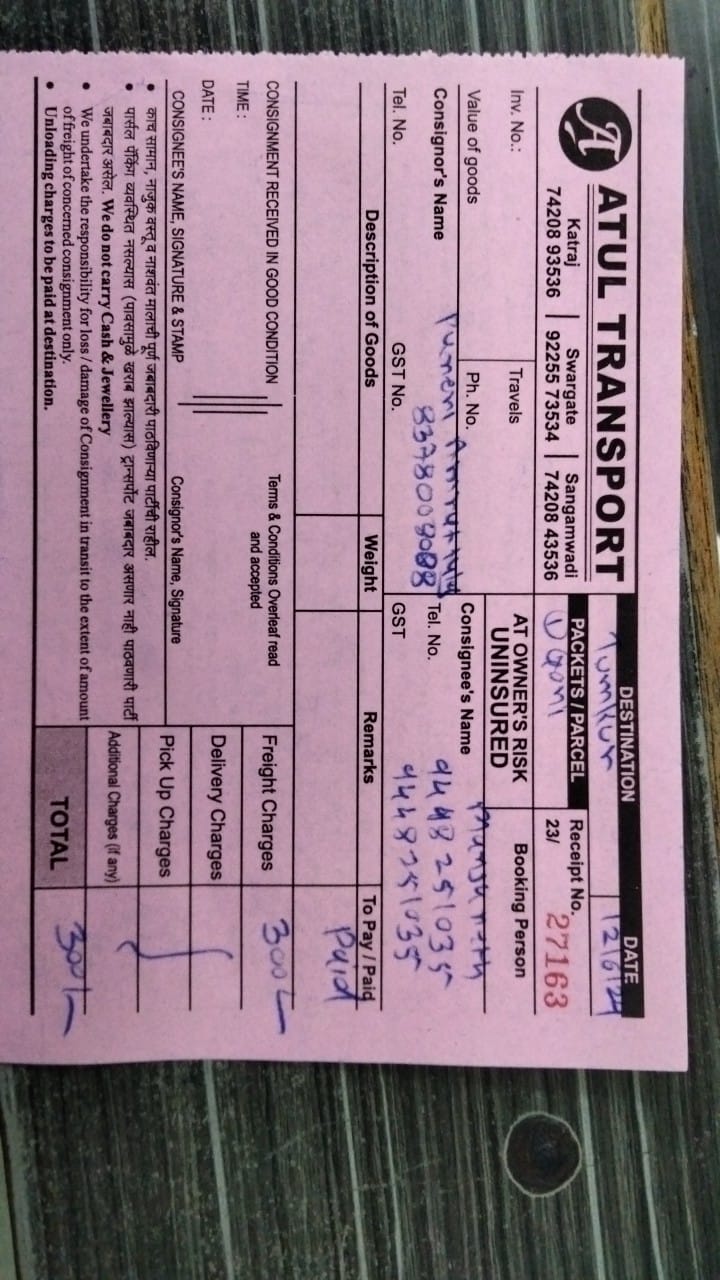 A ATUL TRANSPORT
Katraj Swargate Sangamwadi
74208 93536 92255 73534 74208 43536
DESTINATION DATE
Tumkur 12/6/24
PACKETS / PARCEL Receipt No.
① Goni 23/ 27163
Inv. No.: Travels AT OWNER'S RISK Booking Person
Value of goods Ph. No. UNINSURED
Consignor's Name Consignee's Name Manjunath
Tel. No. 9448251035
8378009088
Tel. No. GST No. GST 9448751035
Description of Goods Weight Remarks To Pay / Paid
Paid
CONSIGNMENT RECEIVED IN GOOD CONDITION Terms & Conditions Overleaf read
and accepted
TIME :
DATE :
CONSIGNEE'S NAME, SIGNATURE & STAMP Consignor's Name, Signature
Freight Charges 300/-
Delivery Charges
Pick Up Charges
Additional Charges (if any)
TOTAL 300/-
• काच सामान, नाजुक वस्तू व नाशवंत मालाची पूर्ण जबाबदारी पाठविणाऱ्या पार्टीची राहील.
• पार्सल पॅकिंग व्यवस्थित नसल्यास (पावसामुळे खराब झाल्यास) ट्रान्सपोर्ट जबाबदार असणार नाही पाठवणारी पार्टी
जबाबदार असेल. We do not carry Cash & Jewellery
• We undertake the responsibility for loss / damage of Consignment in transit to the extent of amount
of freight of concerned consignment only.
• Unloading charges to be paid at destination.